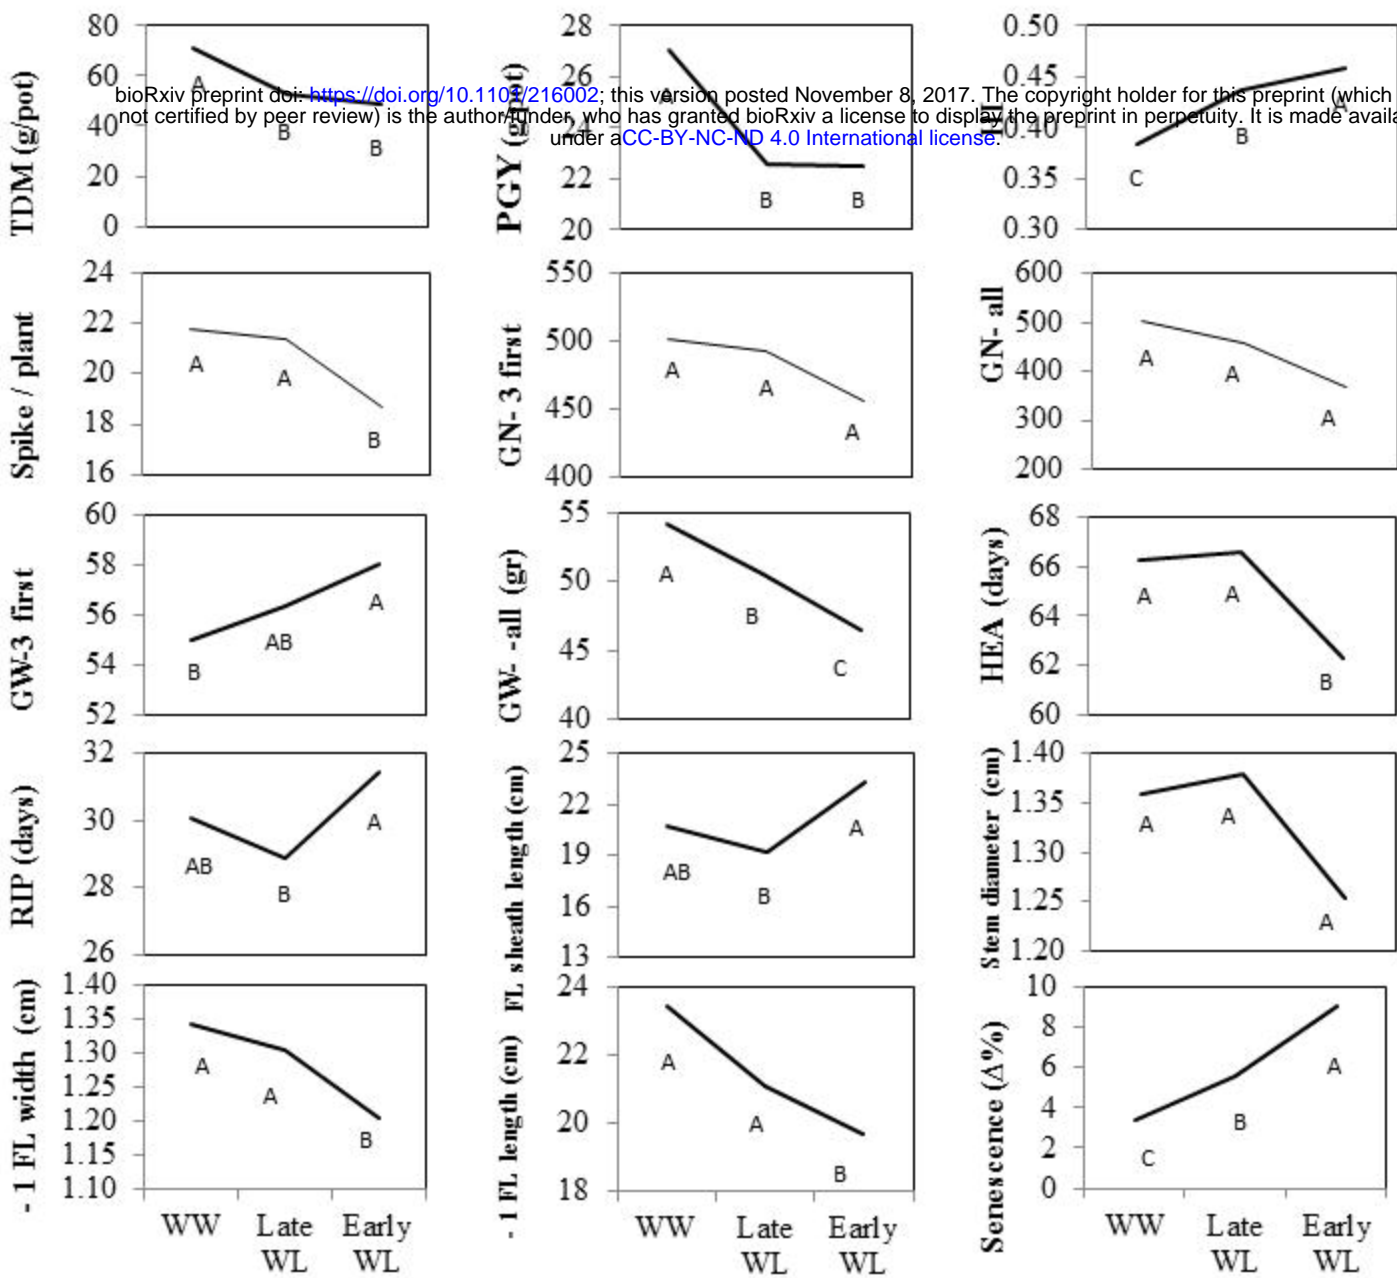 bioRxiv preprint doi: https://doi.org/10.1101/216002; this version posted November 8, 2017. The copyright holder for this preprint (which
not certified by peer review) is the author/funder, who has granted bioRxiv a license to display the preprint in perpetuity. It is made availa
under aCC-BY-NC-ND 4.0 International license.
TDM (g/pot)
80
60
40
20
0
A
B
B
PGY (g/pot)
28
26
24
22
20
A
B
B
HI
0.50
0.45
0.40
0.35
0.30
C
B
A
Spike / plant
24
22
20
18
16
A
A
B
GN- 3 first
550
500
450
400
A
A
A
GN- all
600
500
400
300
200
A
A
A
GW-3 first
60
58
56
54
52
B
AB
A
GW- -all (gr)
55
50
45
40
A
B
C
HEA (days)
68
66
64
62
60
A
A
B
RIP (days)
32
30
28
26
AB
B
A
FL sheath length (cm)
25
22
19
16
13
AB
B
A
Stem diameter (cm)
1.40
1.35
1.30
1.25
1.20
A
A
A
- 1 FL width (cm)
1.40
1.35
1.30
1.25
1.20
1.15
1.10
A
A
B
WW
Late
WL
Early
WL
- 1 FL length (cm)
24
22
20
18
A
A
B
WW
Late
WL
Early
WL
Senescence (Δ%)
10
8
6
4
2
0
C
B
A
WW
Late
WL
Early
WL